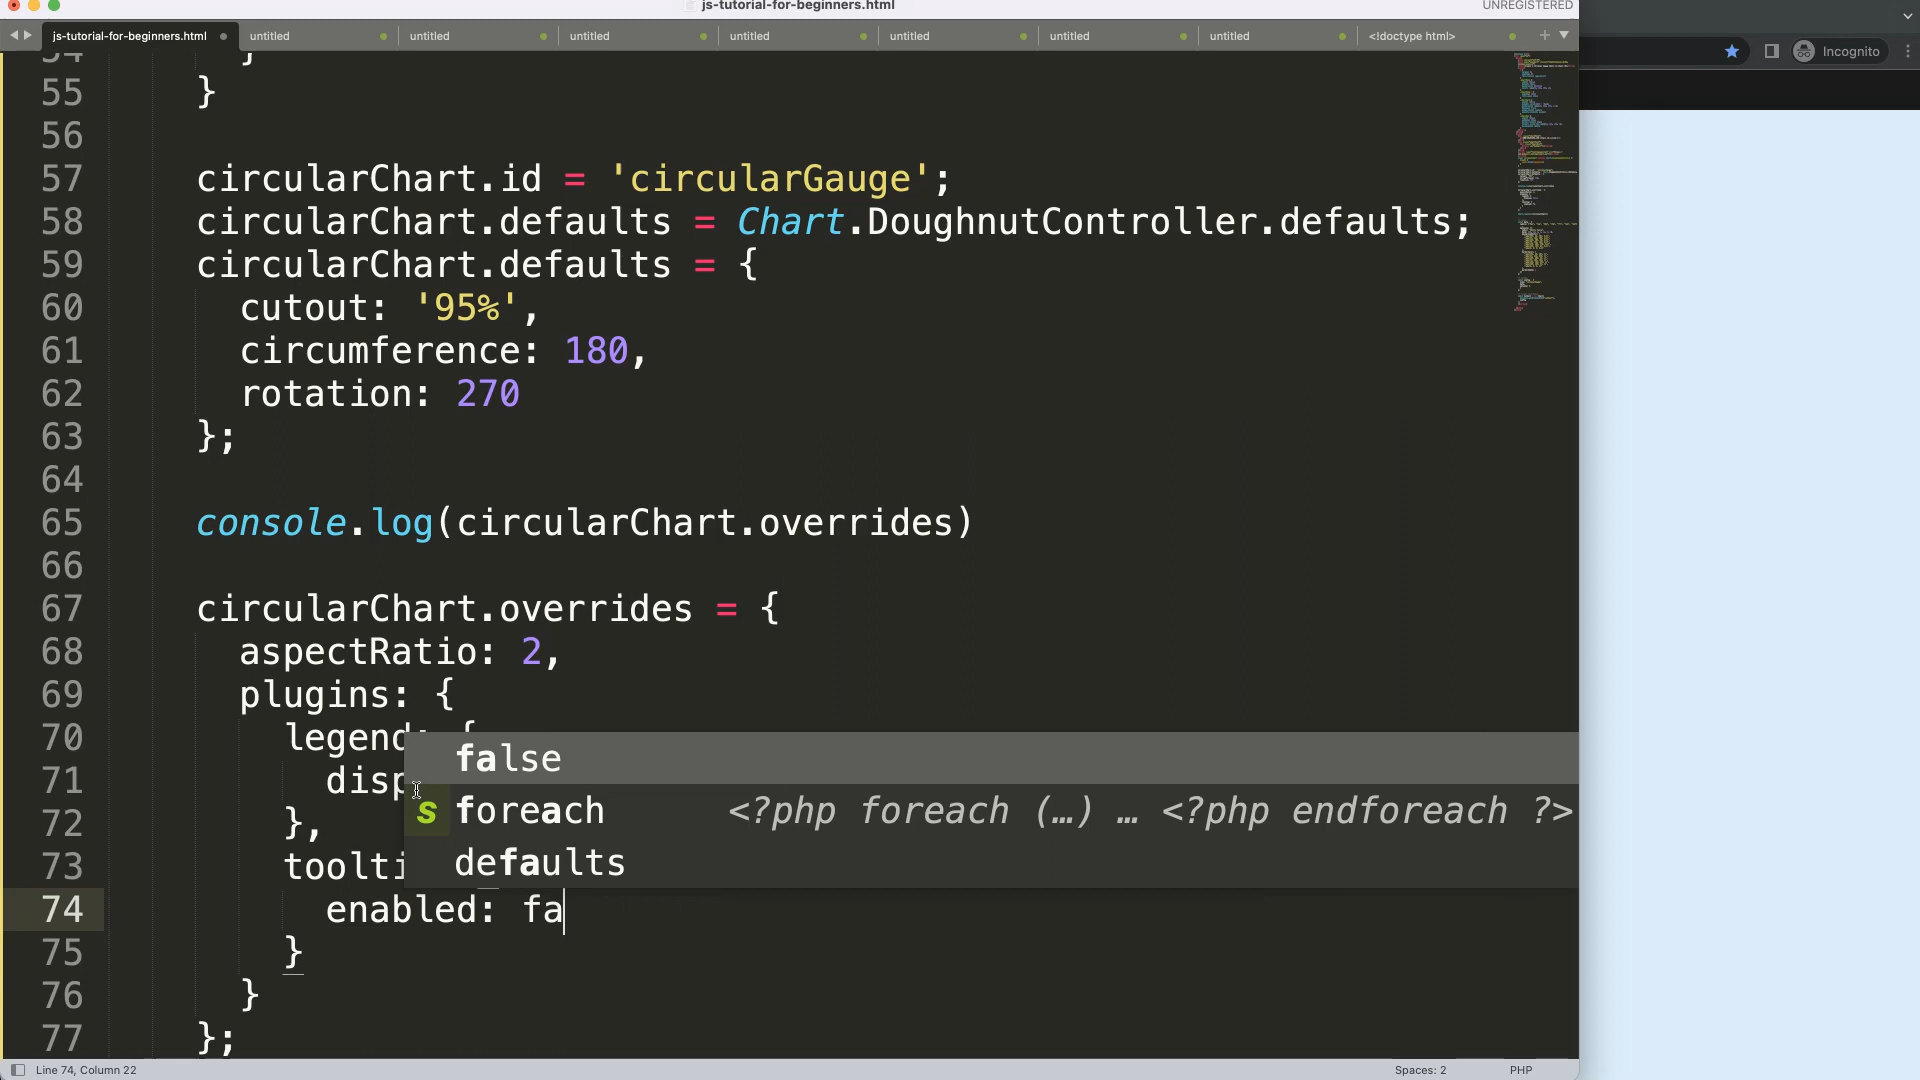 js-tutorial-for-beginners.html
UNREGISTERED
js-tutorial-for-beginners.html untitled untitled untitled untitled untitled untitled untitled <!doctype html>
Incognito
54 }
55 }
56
57 circularChart.id = 'circularGauge';
58 circularChart.defaults = Chart.DoughnutController.defaults;
59 circularChart.defaults = {
60 cutout: '95%',
61 circumference: 180,
62 rotation: 270
63 };
64
65 console.log(circularChart.overrides)
66
67 circularChart.overrides = {
68 aspectRatio: 2,
69 plugins: {
70 legend: {
false
71 disp
s foreach <?php foreach (…) … <?php endforeach ?>
72 },
73 toolti
defaults
74 enabled: fa
75 }
76 }
77 };
Line 74, Column 22
Spaces: 2
PHP